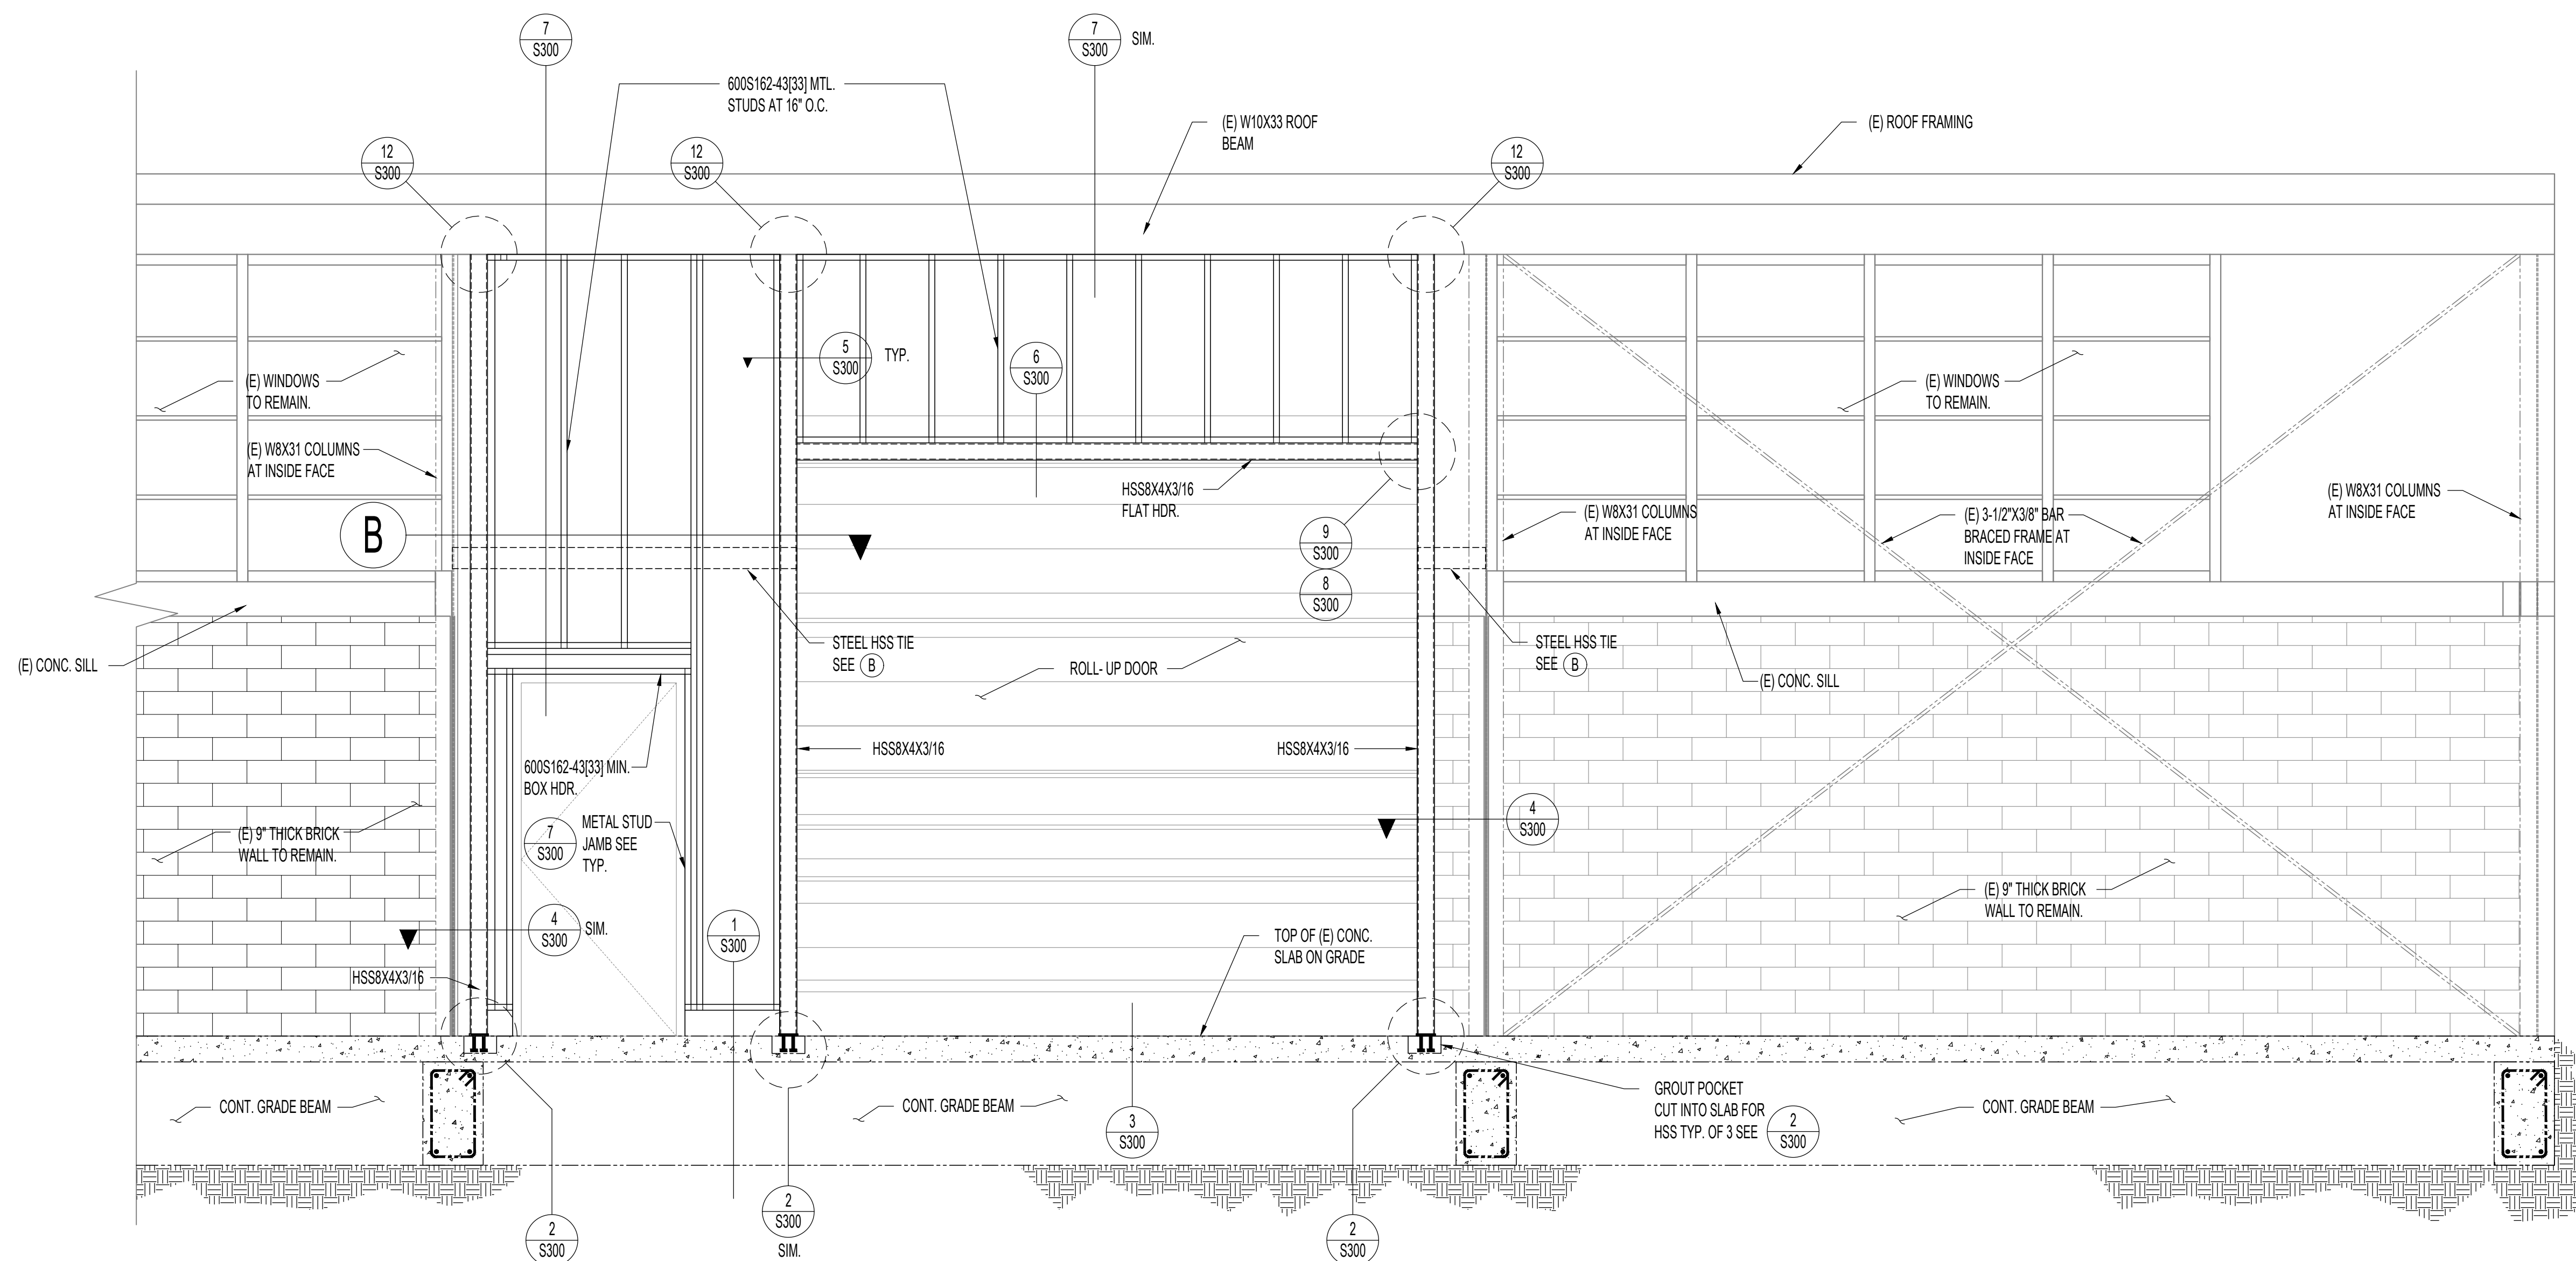 7
S300
7
S300
SIM.
600S162-43[33] MTL.
STUDS AT 16" O.C.
(E) W10X33 ROOF
BEAM
(E) ROOF FRAMING
12
S300
12
S300
12
S300
5
S300
TYP.
6
S300
(E) WINDOWS
TO REMAIN.
(E) WINDOWS
TO REMAIN.
(E) W8X31 COLUMNS
AT INSIDE FACE
HSS8X4X3/16
FLAT HDR.
(E) W8X31 COLUMNS
AT INSIDE FACE
(E) 3-1/2"X3/8" BAR
BRACED FRAME AT
INSIDE FACE
(E) W8X31 COLUMNS
AT INSIDE FACE
B
9
S300
8
S300
(E) CONC. SILL
STEEL HSS TIE
SEE B
ROLL- UP DOOR
STEEL HSS TIE
SEE B
(E) CONC. SILL
HSS8X4X3/16
HSS8X4X3/16
600S162-43[33] MIN.
BOX HDR.
(E) 9" THICK BRICK
WALL TO REMAIN.
7
S300
METAL STUD
JAMB SEE
TYP.
4
S300
(E) 9" THICK BRICK
WALL TO REMAIN.
4
S300
SIM.
1
S300
TOP OF (E) CONC.
SLAB ON GRADE
HSS8X4X3/16
CONT. GRADE BEAM
CONT. GRADE BEAM
3
S300
GROUT POCKET
CUT INTO SLAB FOR
HSS TYP. OF 3 SEE
2
S300
CONT. GRADE BEAM
2
S300
2
S300
SIM.
2
S300